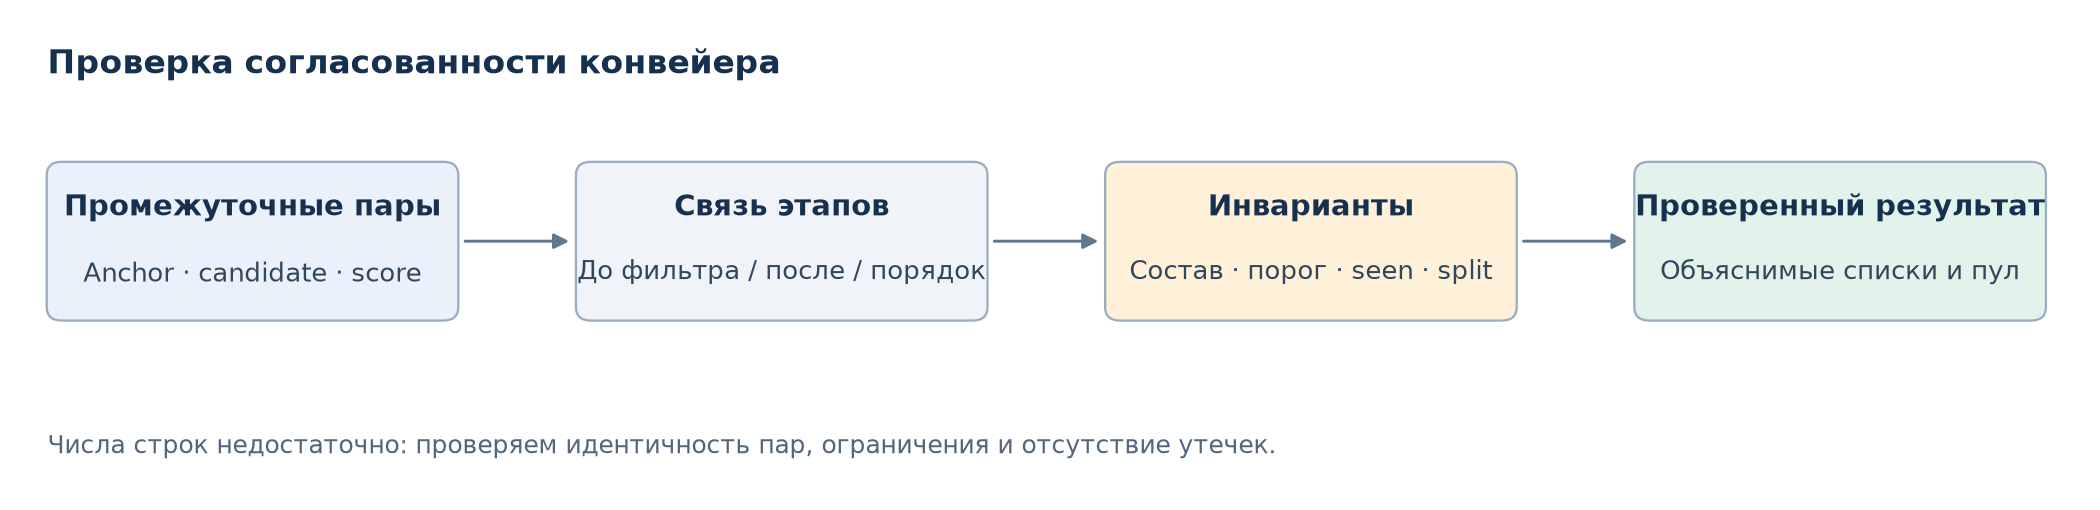 Проверка согласованности конвейера
Промежуточные пары
Anchor · candidate · score
Связь этапов
До фильтра / после / порядок
Инварианты
Состав · порог · seen · split
Проверенный результат
Объяснимые списки и пул
Числа строк недостаточно: проверяем идентичность пар, ограничения и отсутствие утечек.